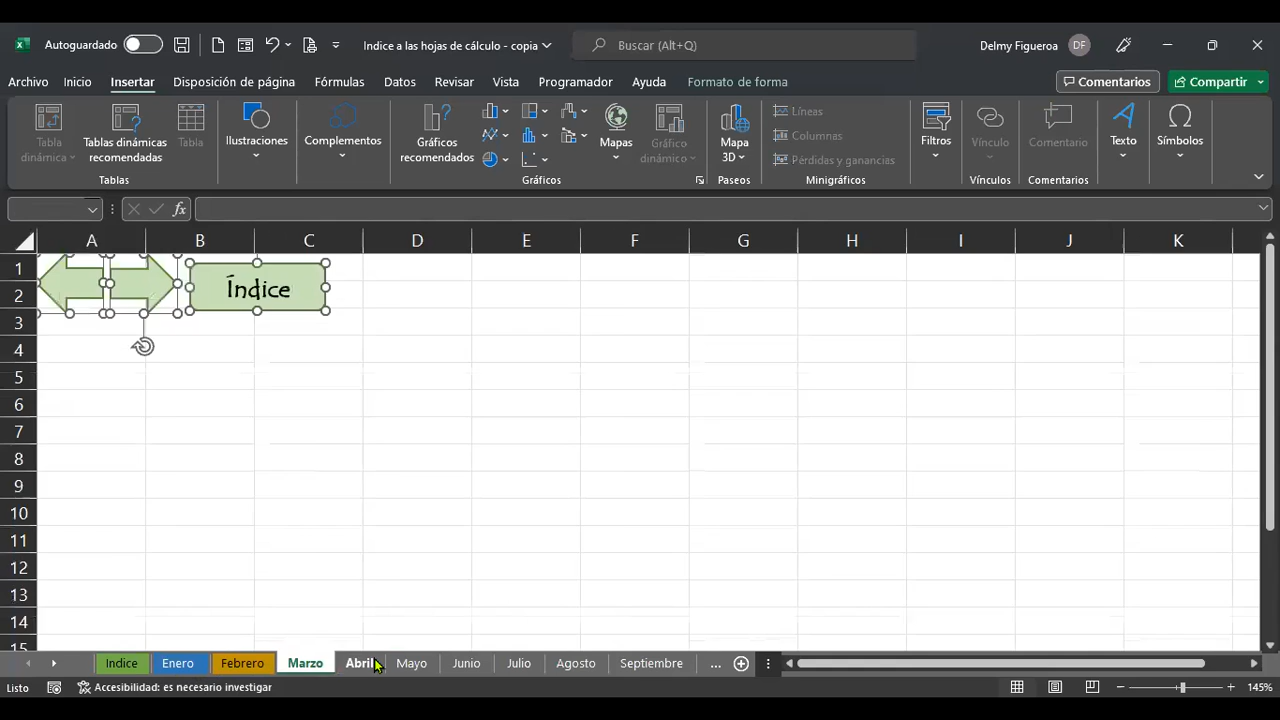 Autoguardado
Indice a las hojas de cálculo - copia
Buscar (Alt+Q)
Delmy Figueroa DF
Archivo Inicio Insertar Disposición de página Fórmulas Datos Revisar Vista Programador Ayuda Formato de forma Comentarios Compartir
Tabla
dinámica
Tablas dinámicas
recomendadas
Tabla
Ilustraciones
Complementos
Gráficos
recomendados
Mapas
Gráfico
dinámico
Mapa
3D
Líneas
Columnas
Pérdidas y ganancias
Filtros
Vínculo
Comentario
Texto
Símbolos
Tablas Gráficos Paseos Minigráficos Vínculos Comentarios
fx
A B C D E F G H I J K
1
2
Índice
3
4
5
6
7
8
9
10
11
12
13
14
15
Indice Enero Febrero Marzo Abril Mayo Junio Julio Agosto Septiembre ...
Listo Accesibilidad: es necesario investigar 145%